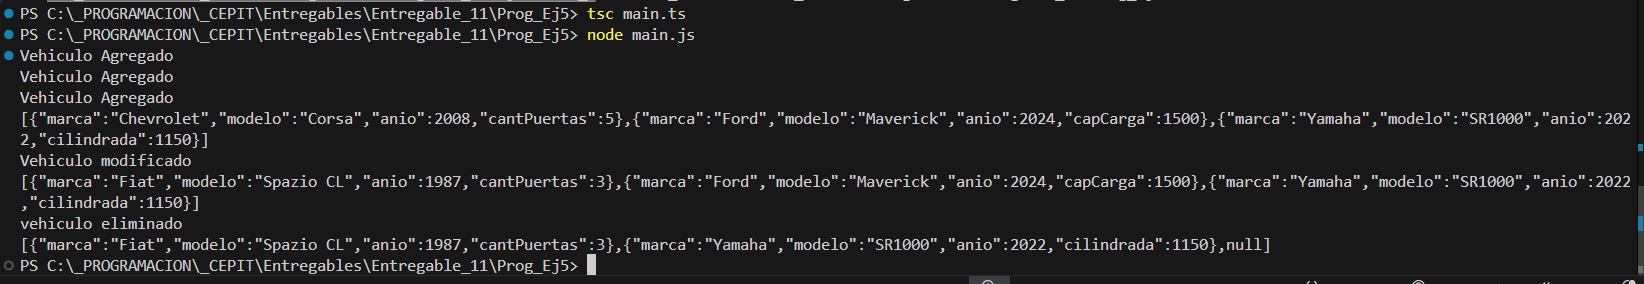 PS C:\_PROGRAMACION\_CEPIT\Entregables\Entregable_11\Prog_Ej5> tsc main.ts
PS C:\_PROGRAMACION\_CEPIT\Entregables\Entregable_11\Prog_Ej5> node main.js
Vehiculo Agregado
Vehiculo Agregado
Vehiculo Agregado
[{"marca":"Chevrolet","modelo":"Corsa","anio":2008,"cantPuertas":5},{"marca":"Ford","modelo":"Maverick","anio":2024,"capCarga":1500},{"marca":"Yamaha","modelo":"SR1000","anio":202
2,"cilindrada":1150}]
Vehiculo modificado
[{"marca":"Fiat","modelo":"Spazio CL","anio":1987,"cantPuertas":3},{"marca":"Ford","modelo":"Maverick","anio":2024,"capCarga":1500},{"marca":"Yamaha","modelo":"SR1000","anio":2022
,"cilindrada":1150}]
vehiculo eliminado
[{"marca":"Fiat","modelo":"Spazio CL","anio":1987,"cantPuertas":3},{"marca":"Yamaha","modelo":"SR1000","anio":2022,"cilindrada":1150},null]
PS C:\_PROGRAMACION\_CEPIT\Entregables\Entregable_11\Prog_Ej5>